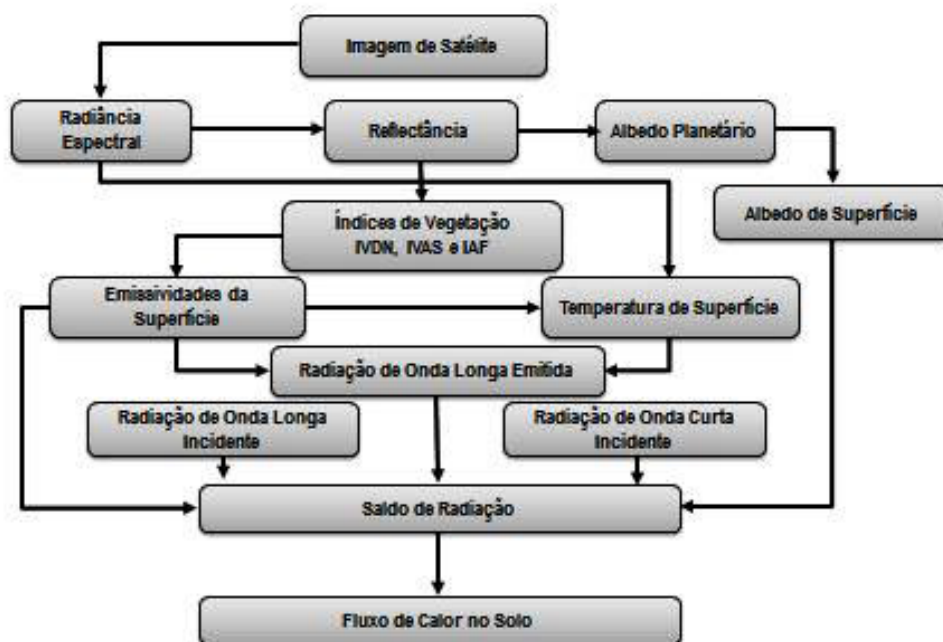 Imagem de Satélite
Radiância
Espectral
Reflectância
Albedo Planetário
Albedo de Superfície
Índices de Vegetação
IVDN, IVAS e IAF
Emissividades da
Superfície
Temperatura de Superfície
Radiação de Onda Longa Emitida
Radiação de Onda Longa
Incidente
Radiação de Onda Curta
Incidente
Saldo de Radiação
Fluxo de Calor no Solo